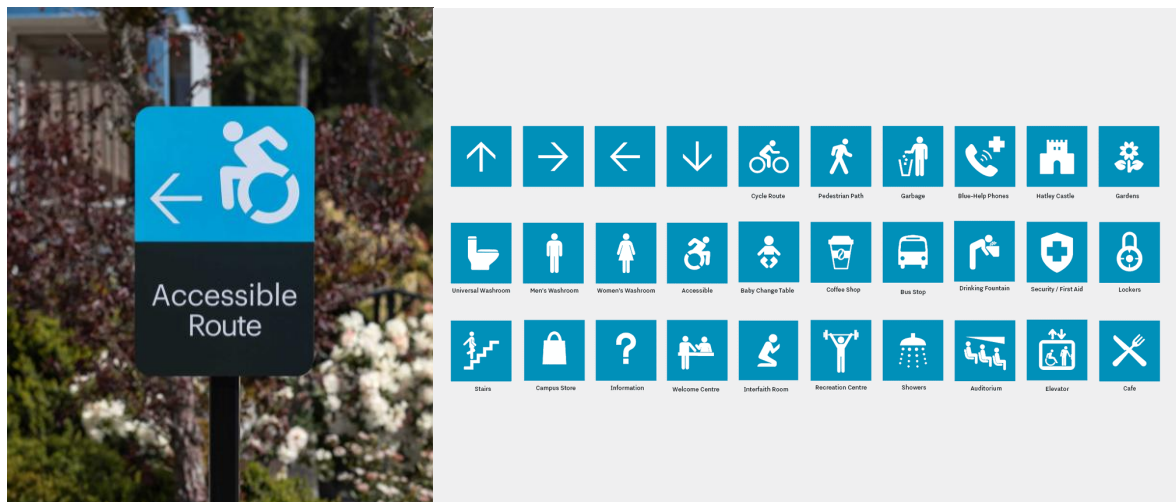 Accessible
Route
Cycle Route
Pedestrian Path
Garbage
Blue-Help Phones
Hatley Castle
Gardens
Universal Washroom
Men's Washroom
Women's Washroom
Accessible
Baby Change Table
Coffee Shop
Bus Stop
Drinking Fountain
Security / First Aid
Lockers
Stairs
Campus Store
Information
Welcome Centre
Interfaith Room
Recreation Centre
Showers
Auditorium
Elevator
Cafe